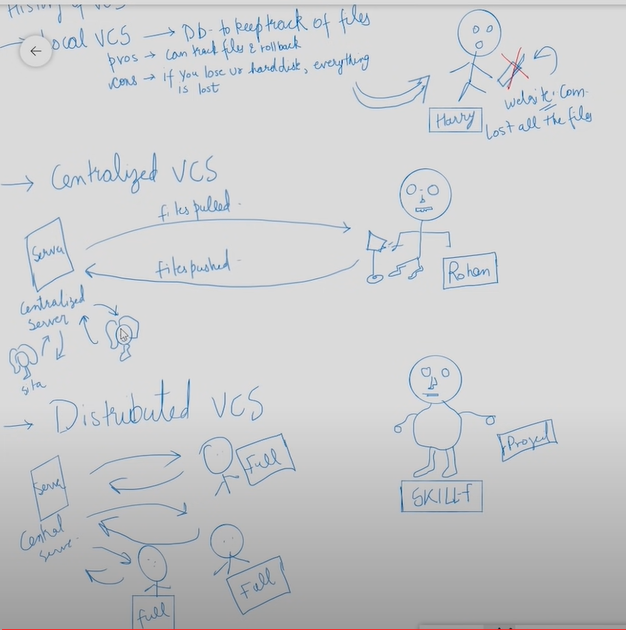 History of VCS
→ Local VCS → Db- to keep track of files
pros → Can track files & rollback
cons → if you lose ur harddisk, everything
is lost
Harry
website.com
Lost all the files
→ Centralized VCS
Server
files pulled
files pushed
Rohan
Centralized
Server
sita
→ Distributed VCS
Server
Full
Project
SKILLF
Central
Full
Full